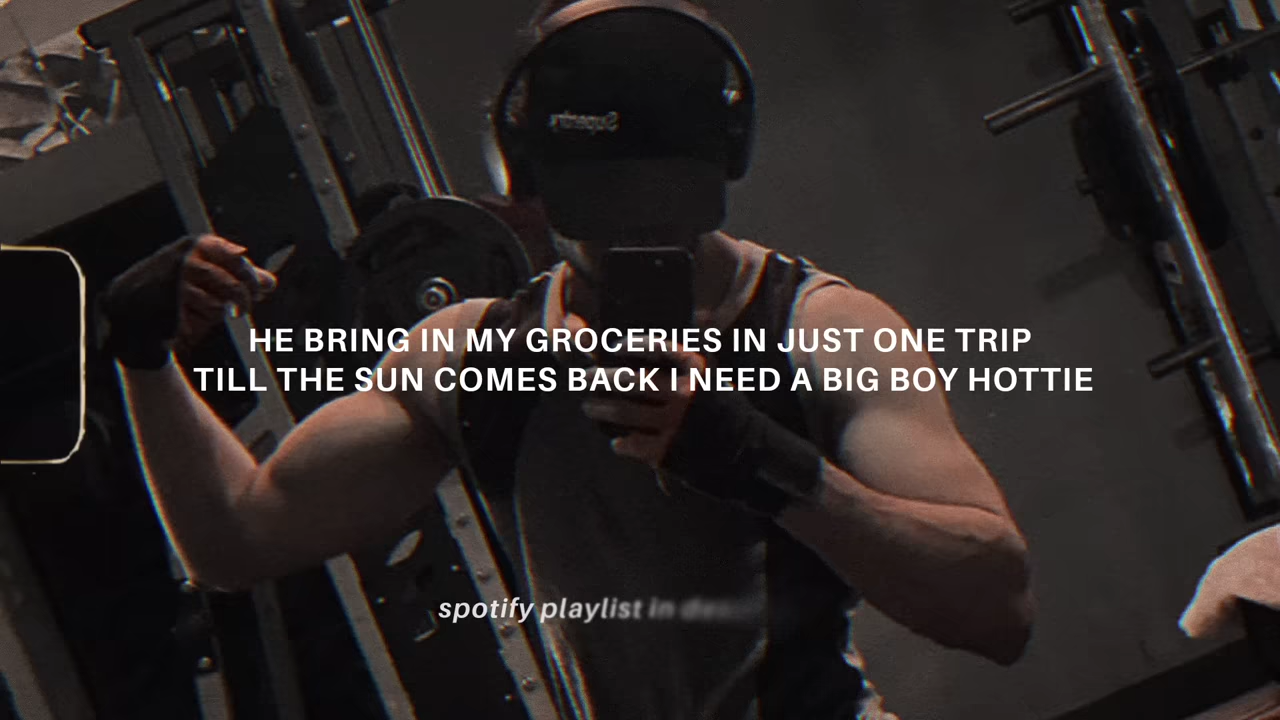 HE BRING IN MY GROCERIES IN JUST ONE TRIP
TILL THE SUN COMES BACK I NEED A BIG BOY HOTTIE
spotify playlist in